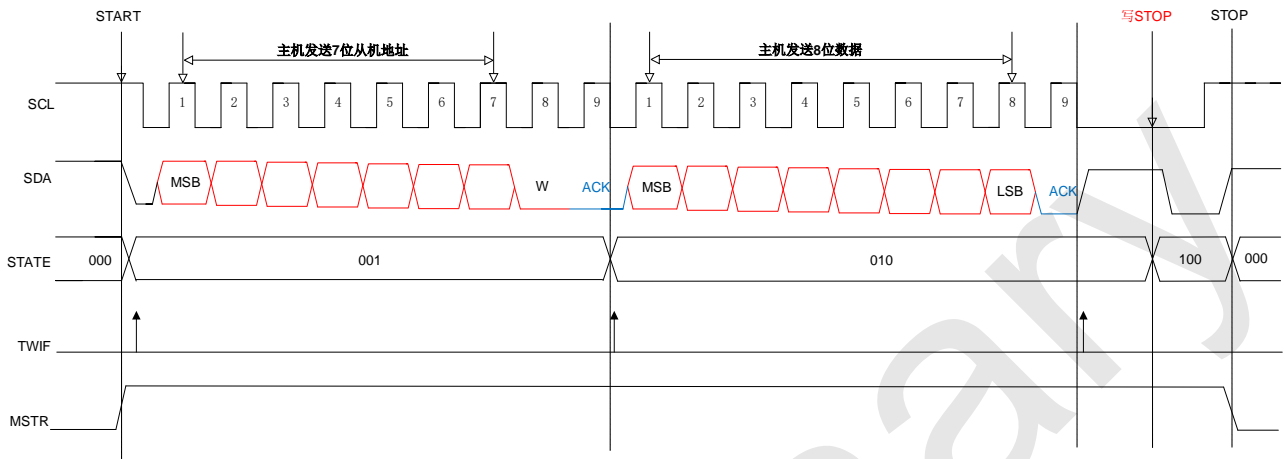 START
写STOP
STOP
主机发送7位从机地址
主机发送8位数据
SCL
1 2 3 4 5 6 7 8 9 1 2 3 4 5 6 7 8 9
SDA
MSB W ACK MSB LSB ACK
STATE
000 001 010 100 000
TWIF
MSTR